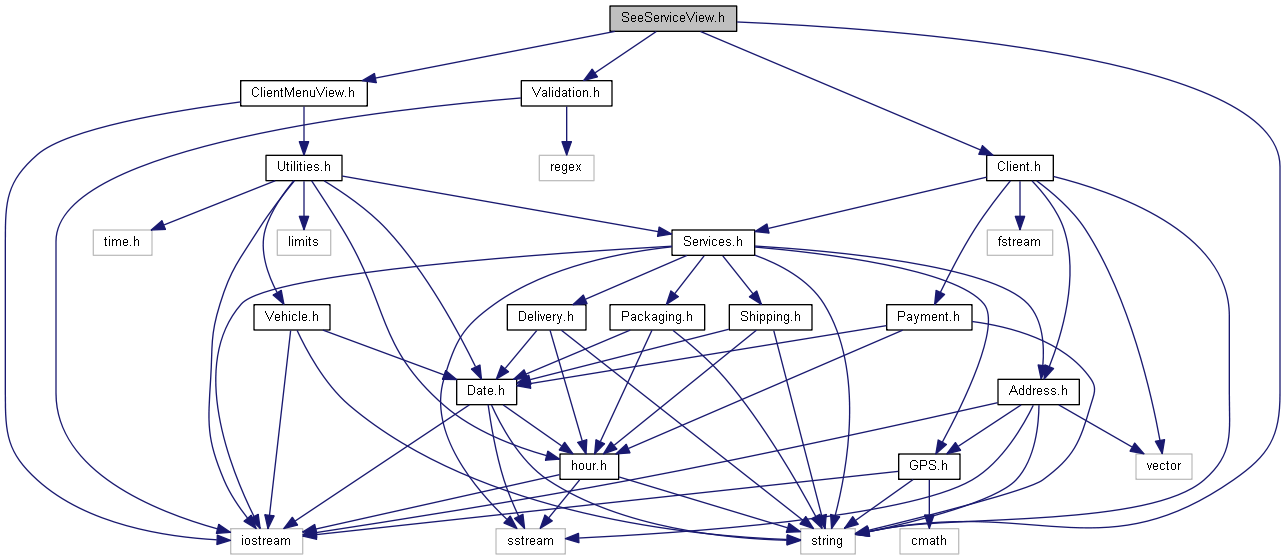 SeeServiceView.h
ClientMenuView.h
Validation.h
Utilities.h
regex
Client.h
time.h
limits
Services.h
fstream
Vehicle.h
Delivery.h
Packaging.h
Shipping.h
Payment.h
Date.h
Address.h
hour.h
GPS.h
vector
iostream
sstream
string
cmath